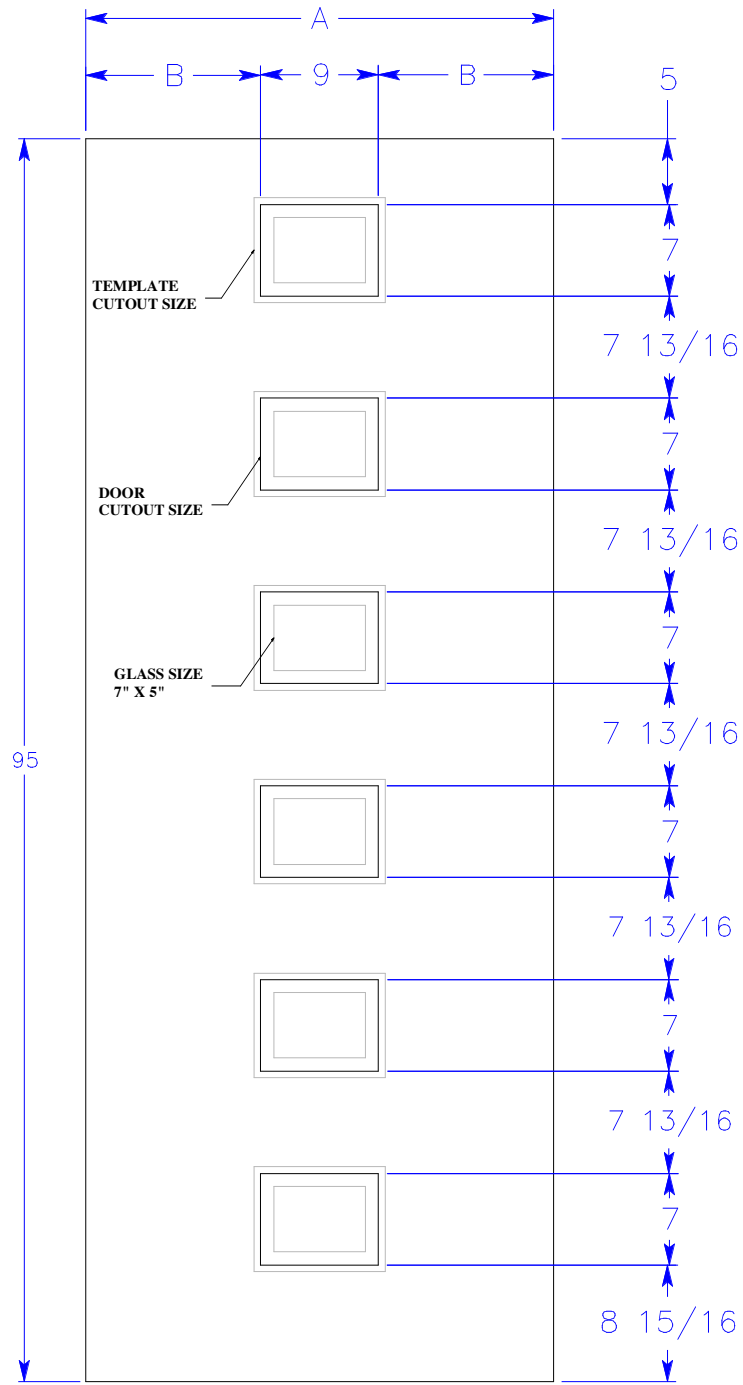 A
B 9 B
5
7
TEMPLATE
CUTOUT SIZE
7 13/16
7
DOOR
CUTOUT SIZE
7 13/16
7
GLASS SIZE
7" X 5"
7 13/16
95
7
7 13/16
7
7 13/16
7
8 15/16